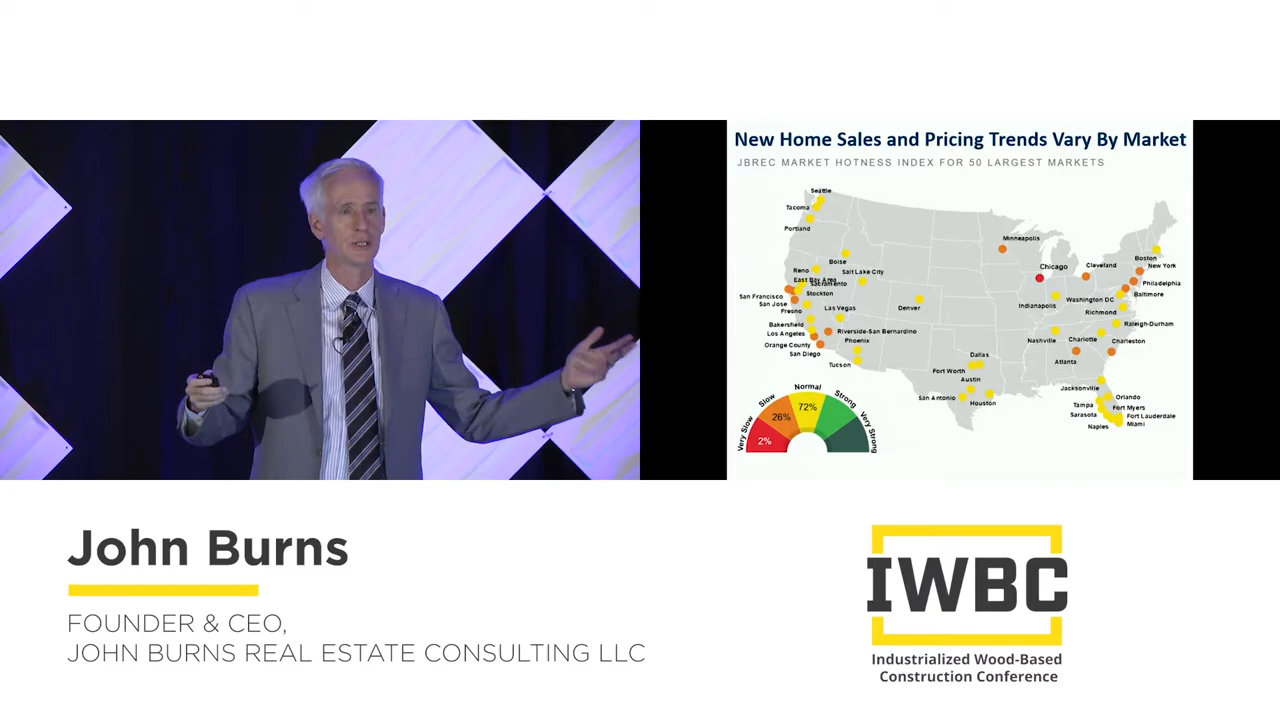 New Home Sales and Pricing Trends Vary By Market
JBREC MARKET HOTNESS INDEX FOR 50 LARGEST MARKETS
Seattle
Tacoma
Portland
Minneapolis
Boise
Chicago
Cleveland
Boston
New York
Reno
Salt Lake City
East Bay Area
Sacramento
Philadelphia
San Francisco
Stockton
Washington DC
Baltimore
San Jose
Fresno
Las Vegas
Denver
Indianapolis
Richmond
Bakersfield
Raleigh-Durham
Los Angeles
Riverside-San Bernardino
Orange County
Phoenix
Nashville
Charlotte
Charleston
San Diego
Dallas
Atlanta
Tucson
Fort Worth
Austin
Jacksonville
San Antonio
Houston
Orlando
Tampa
Fort Myers
Sarasota
Fort Lauderdale
Naples
Miami
Very Slow
Slow
Normal
Strong
Very Strong
2%
26%
72%
John Burns
FOUNDER & CEO,
JOHN BURNS REAL ESTATE CONSULTING LLC
IWBC
Industrialized Wood-Based
Construction Conference